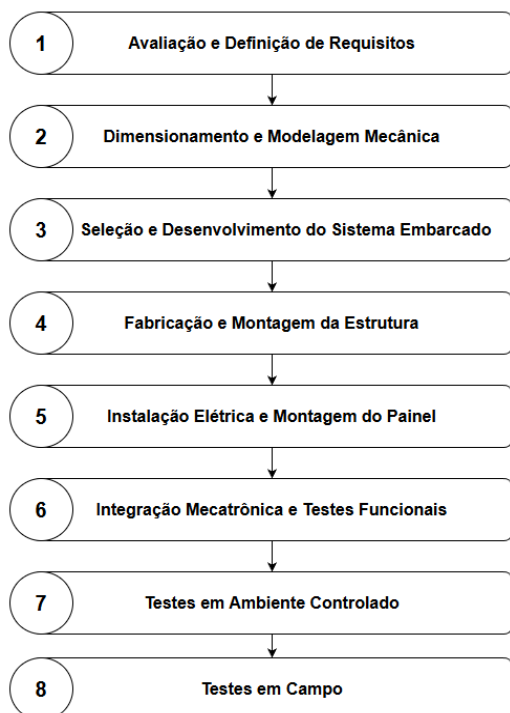 1 Avaliação e Definição de Requisitos
2 Dimensionamento e Modelagem Mecânica
3 Seleção e Desenvolvimento do Sistema Embarcado
4 Fabricação e Montagem da Estrutura
5 Instalação Elétrica e Montagem do Painel
6 Integração Mecatrônica e Testes Funcionais
7 Testes em Ambiente Controlado
8 Testes em Campo